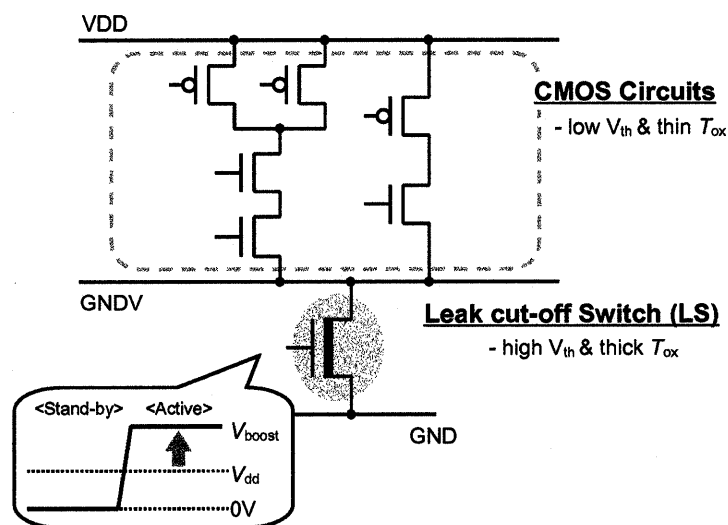 VDD
CMOS Circuits
- low Vth & thin Tox
GNDV
Leak cut-off Switch (LS)
- high Vth & thick Tox
<Stand-by> <Active>
Vboost
Vdd
0V
GND